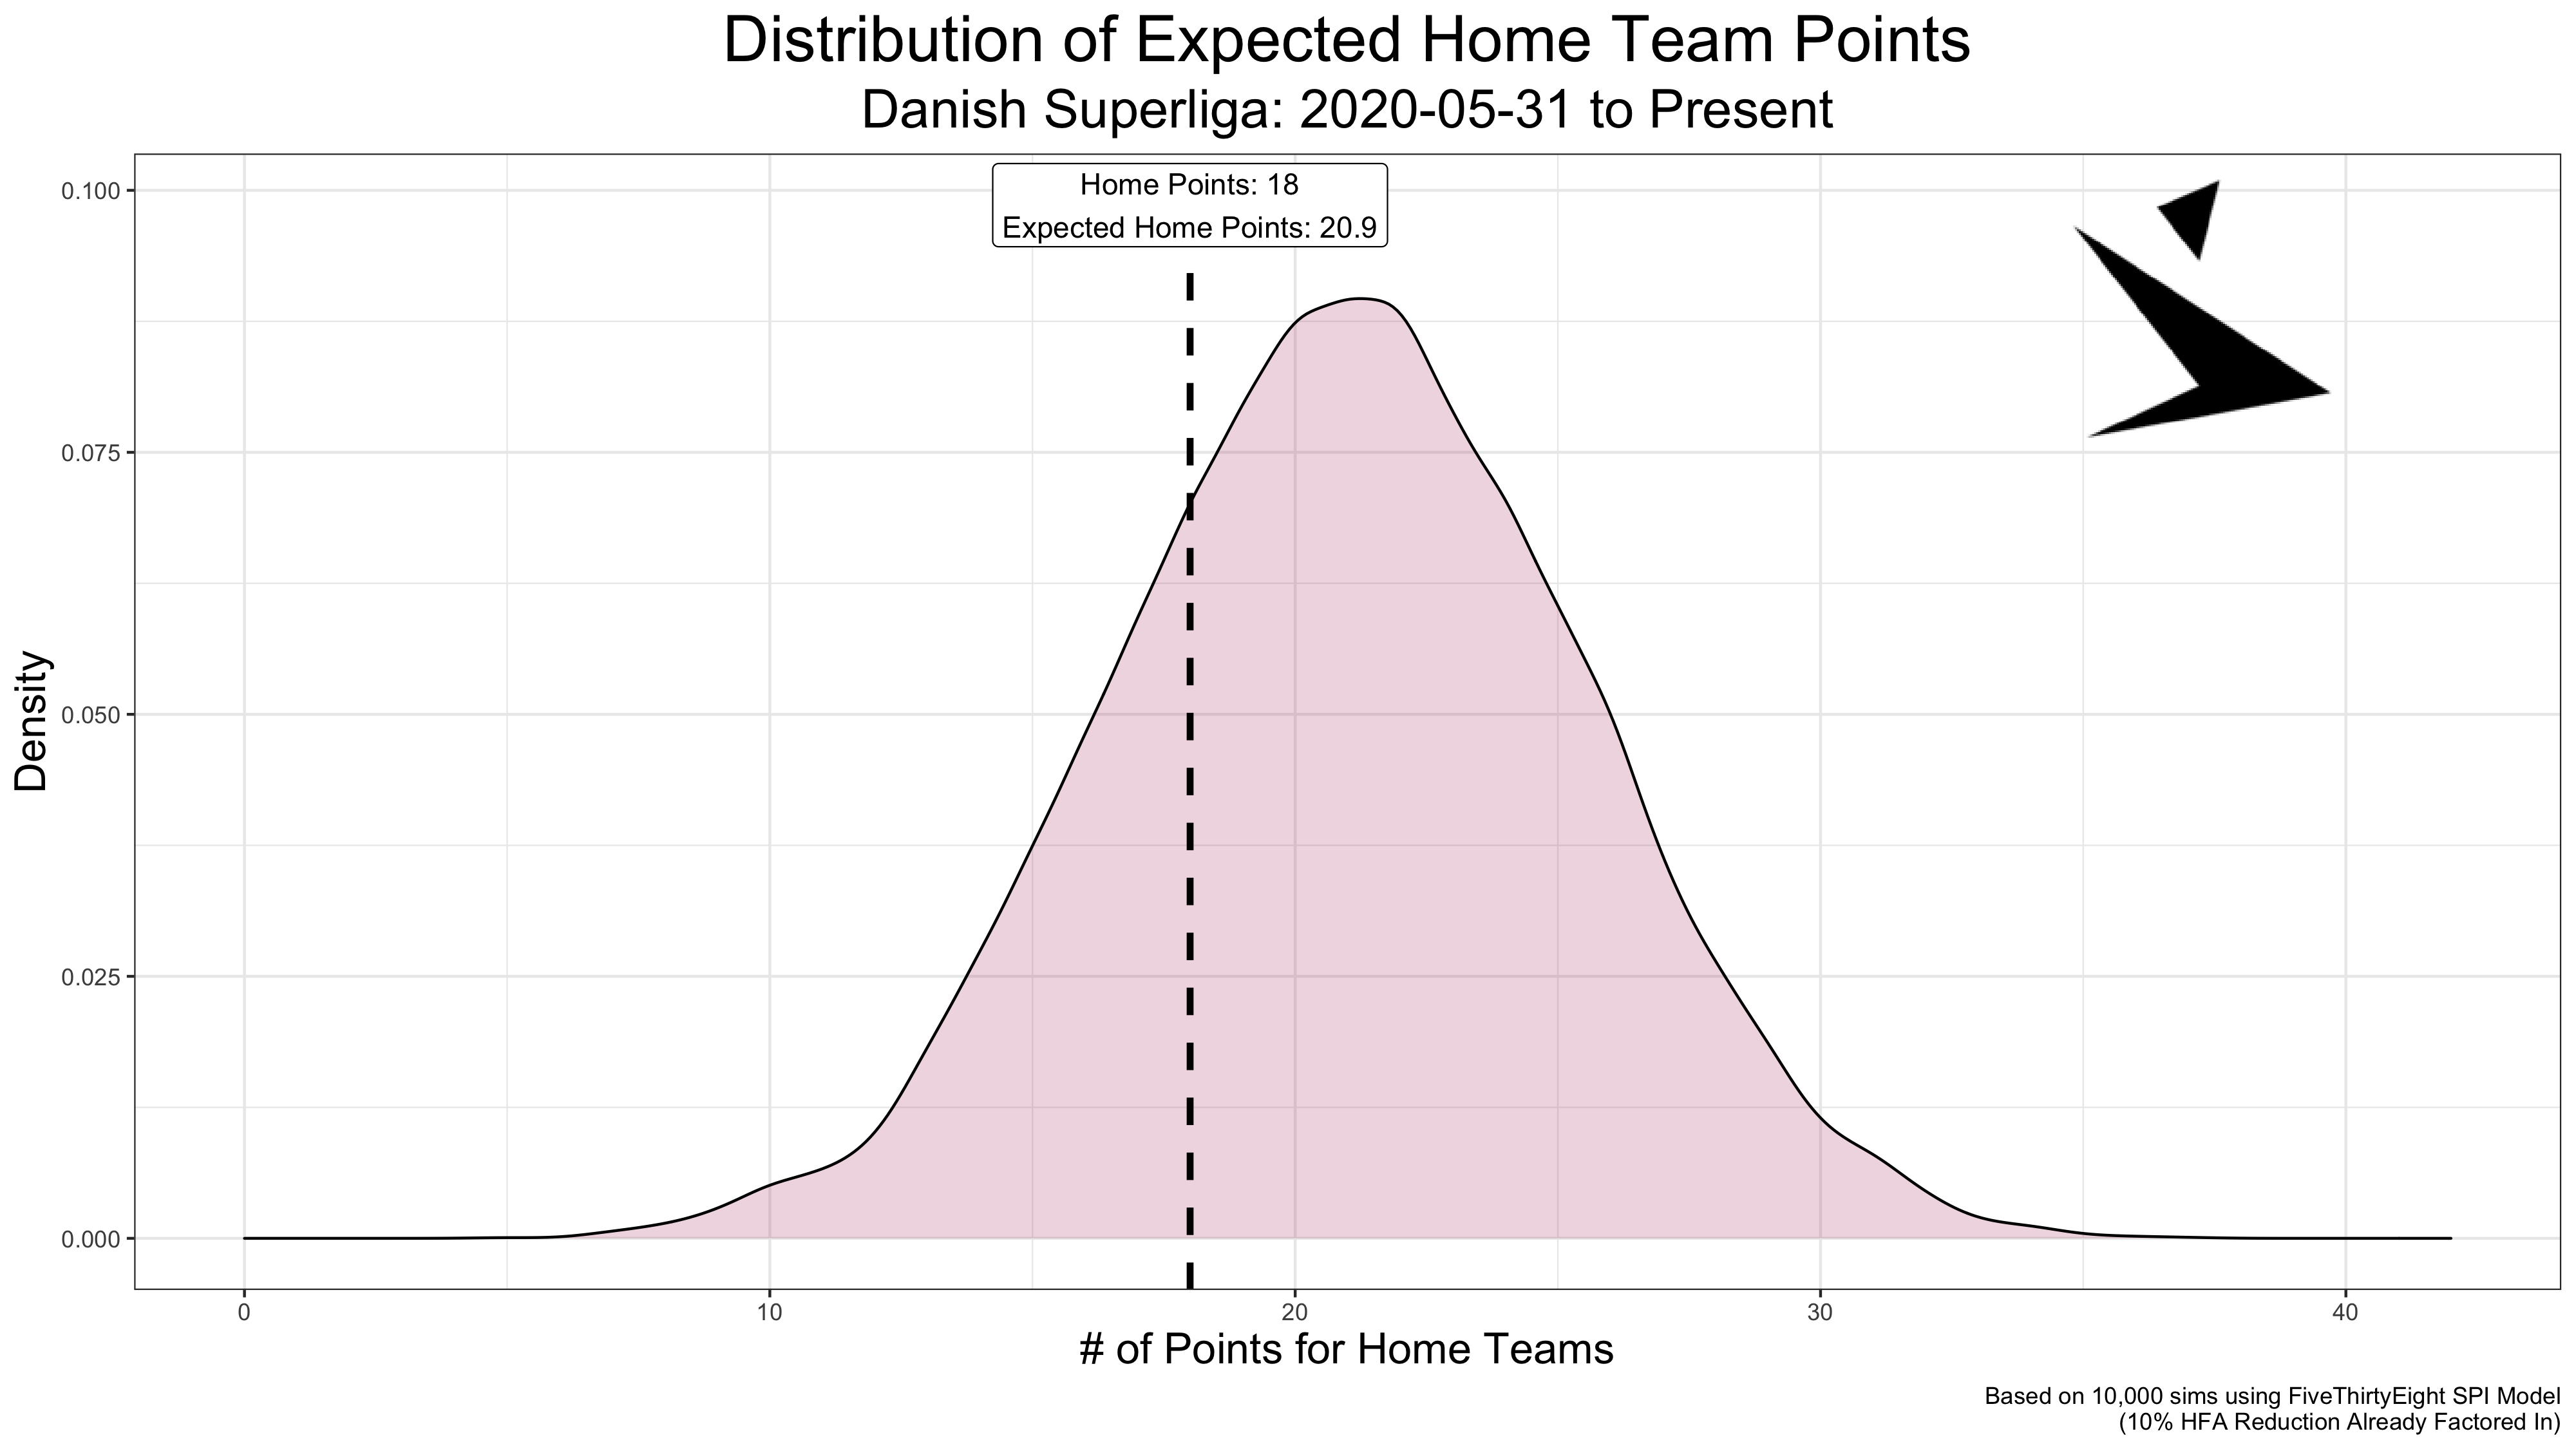 Distribution of Expected Home Team Points
Danish Superliga: 2020-05-31 to Present
Home Points: 18
Expected Home Points: 20.9
Density
0.100
0.075
0.050
0.025
0.000
0
10
20
30
40
# of Points for Home Teams
Based on 10,000 sims using FiveThirtyEight SPI Model
(10% HFA Reduction Already Factored In)